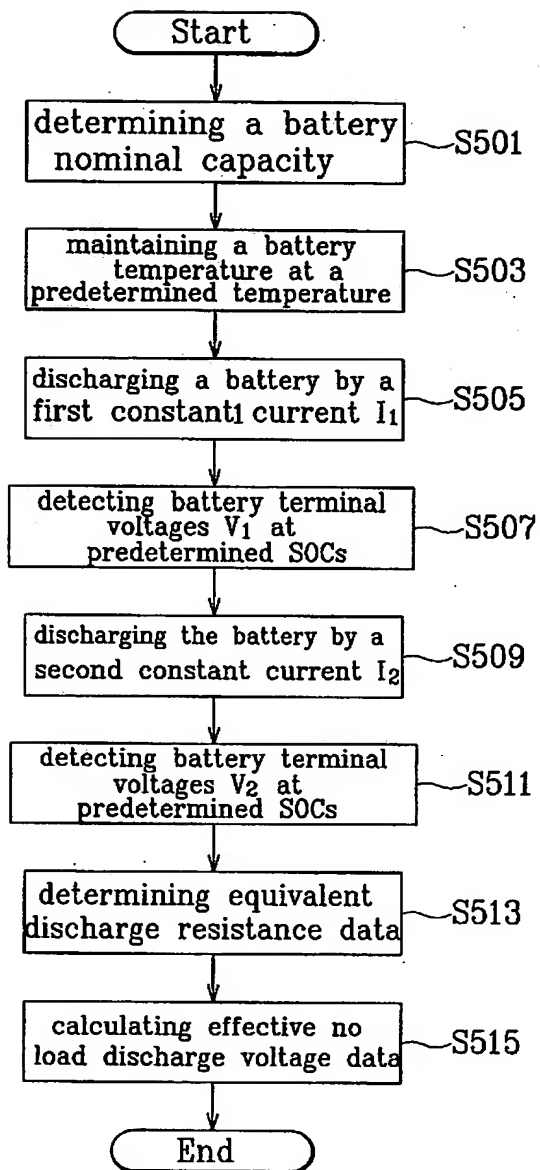 Start
determining a battery
nominal capacity
S501
maintaining a battery
temperature at a
predetermined temperature
S503
discharging a battery by a
first constant1 current I₁
S505
detecting battery terminal
voltages V₁ at
predetermined SOCs
S507
discharging the battery by a
second constant current I₂
S509
detecting battery terminal
voltages V₂ at
predetermined SOCs
S511
determining equivalent
discharge resistance data
S513
calculating effective no
load discharge voltage data
S515
End